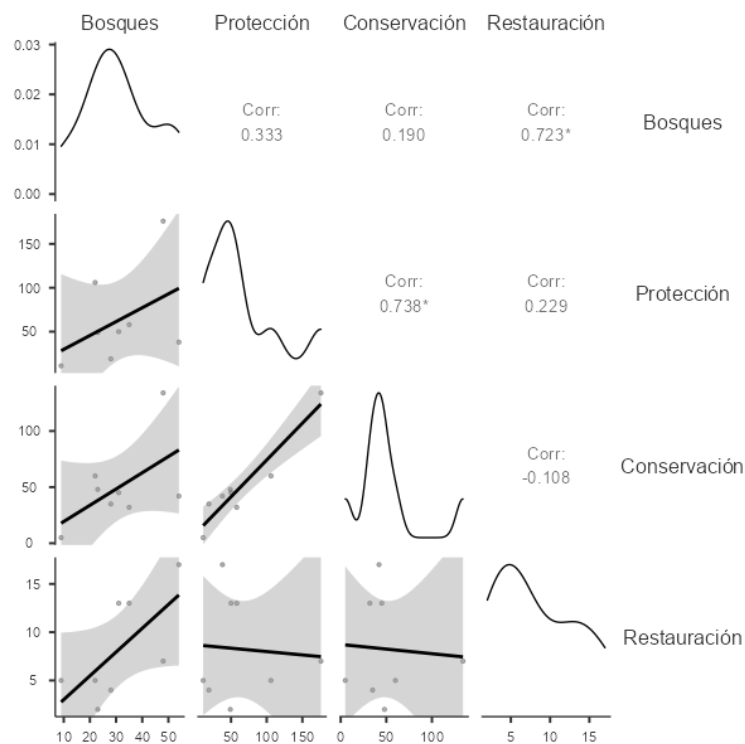 Bosques Protección Conservación Restauración
0.03
0.02
0.01
0.00
Corr:
0.333
Corr:
0.190
Corr:
0.723*
Bosques
150
100
50
Corr:
0.738*
Corr:
0.229
Protección
100
50
0
Corr:
-0.108
Conservación
15
10
5
Restauración
10 20 30 40 50 50 100 150 0 50 100 5 10 15